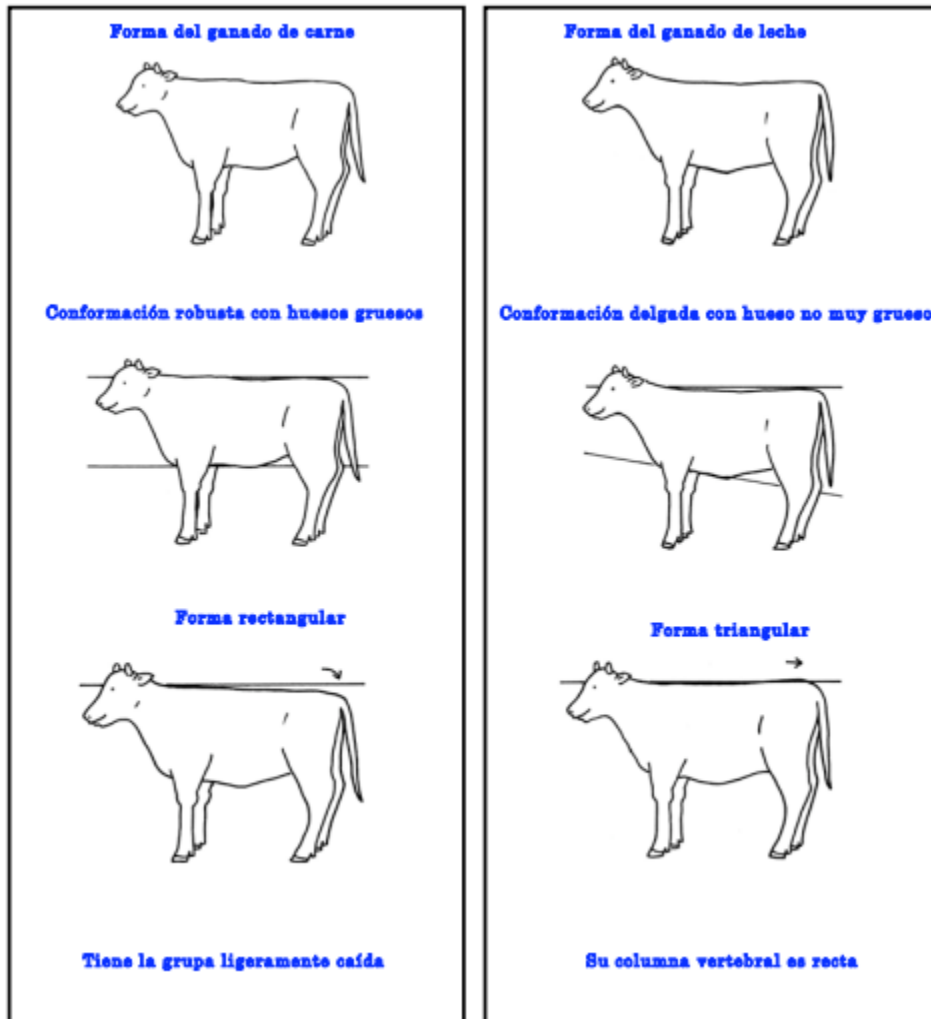 Forma del ganado de carne
Conformación robusta con huesos gruesos
Forma rectangular
Tiene la grupa ligeramente caída
Forma del ganado de leche
Conformación delgada con hueso no muy grueso
Forma triangular
Su columna vertebral es recta